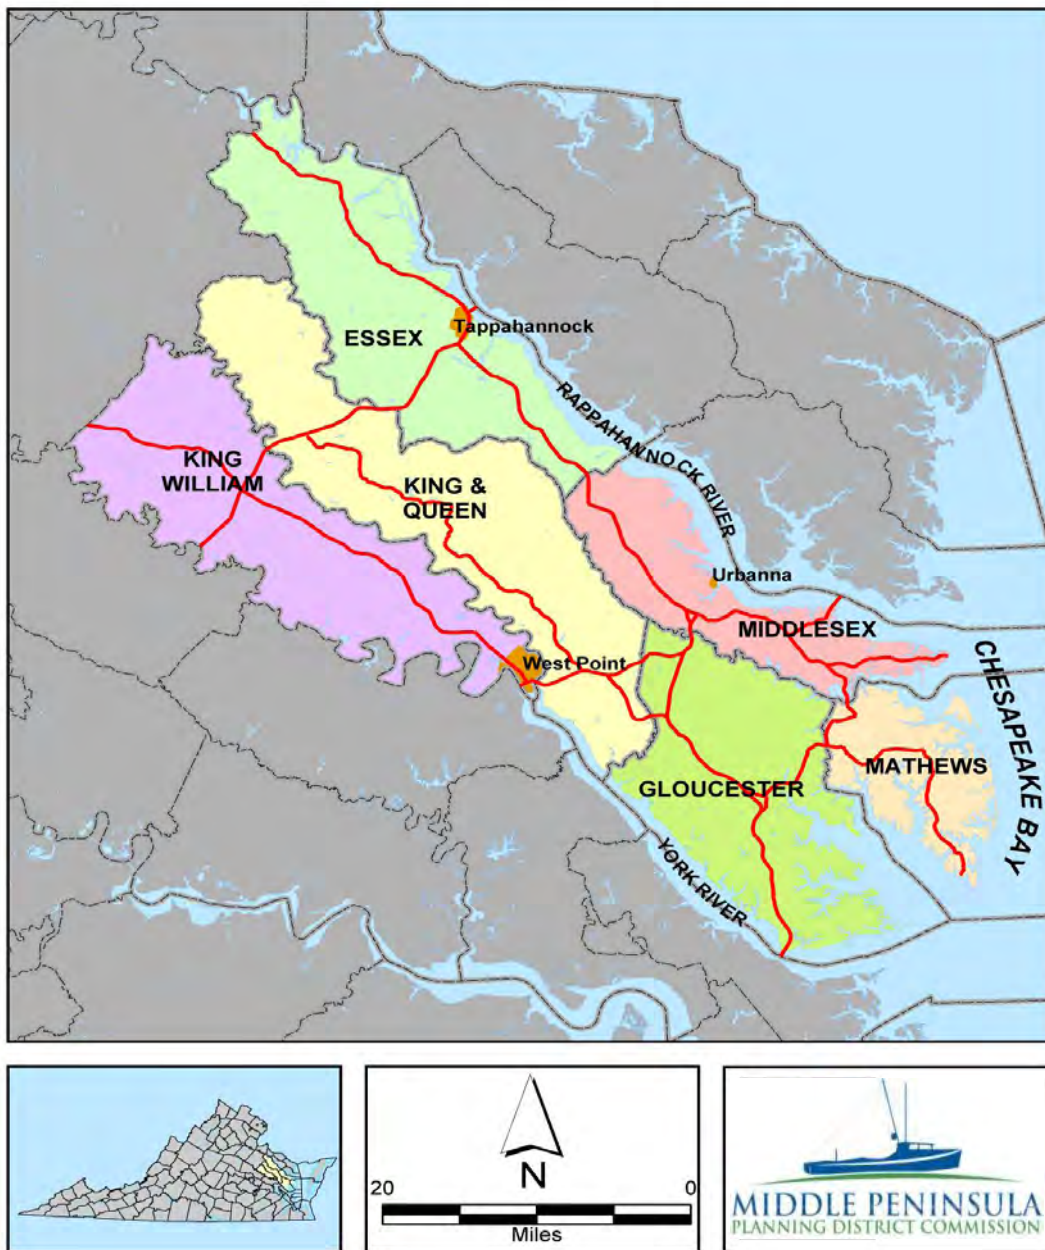 ESSEX
Tappahannock
RAPPAHANNOCK RIVER
KING
WILLIAM
KING &
QUEEN
Urbanna
MIDDLESEX
West Point
CHESAPEAKE BAY
MATHEWS
GLOUCESTER
YORK RIVER
N
20 0
Miles
MIDDLE PENINSULA
PLANNING DISTRICT COMMISSION